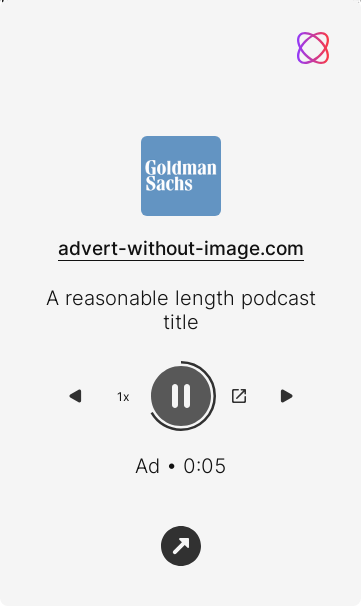 Goldman
Sachs
advert-without-image.com
A reasonable length podcast
title
1x
Ad • 0:05